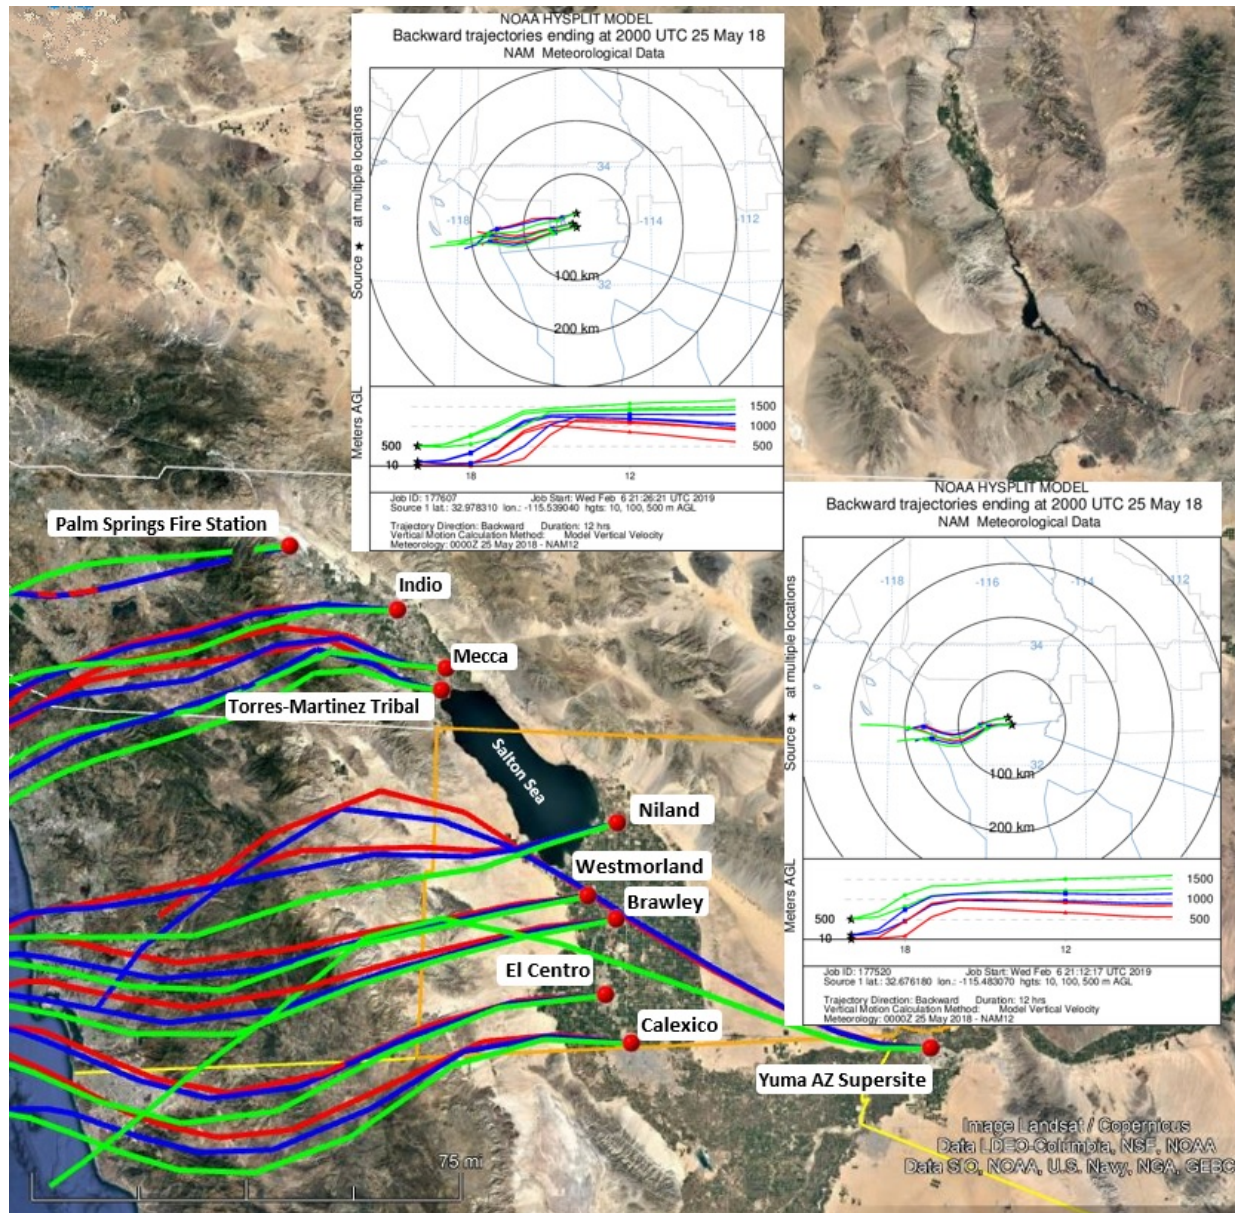 NOAA HYSPLIT MODEL
Backward trajectories ending at 2000 UTC 25 May 18
NAM Meteorological Data
Source ★ at multiple locations
34
-118
-114
-112
100 km
32
200 km
Meters AGL
1500
1000
500
500
10
18
12
Job ID: 177607 Job Start: Wed Feb 6 21:26:21 UTC 2019
Source 1 lat.: 32.978310 lon.: -115.539040 hgts: 10, 100, 500 m AGL
Trajectory Direction: Backward Duration: 12 hrs
Vertical Motion Calculation Method: Model Vertical Velocity
Meteorology: 0000Z 25 May 2018 - NAM12
NOAA HYSPLIT MODEL
Backward trajectories ending at 2000 UTC 25 May 18
NAM Meteorological Data
Source ★ at multiple locations
-118
-116
-114
-112
34
100 km
32
200 km
Meters AGL
1500
1000
500
500
10
18
12
Job ID: 177520 Job Start: Wed Feb 6 21:12:17 UTC 2019
Source 1 lat.: 32.676180 lon.: -115.483070 hgts: 10, 100, 500 m AGL
Trajectory Direction: Backward Duration: 12 hrs
Vertical Motion Calculation Method: Model Vertical Velocity
Meteorology: 0000Z 25 May 2018 - NAM12
Palm Springs Fire Station
Indio
Mecca
Torres-Martinez Tribal
Salton Sea
Niland
Westmorland
Brawley
El Centro
Calexico
Yuma AZ Supersite
75 mi
Image Landsat / Copernicus
Data LDEO-Columbia, NSF, NOAA
Data SIO, NOAA, U.S. Navy, NGA, GEBC